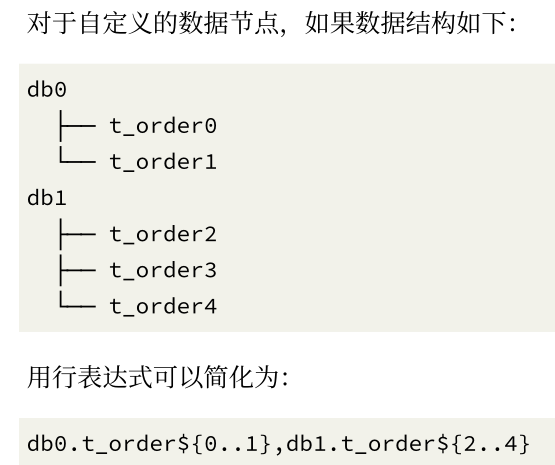 对于自定义的数据节点，如果数据结构如下：
db0
├── t_order0
└── t_order1
db1
├── t_order2
├── t_order3
└── t_order4
用行表达式可以简化为：
db0.t_order${0..1},db1.t_order${2..4}